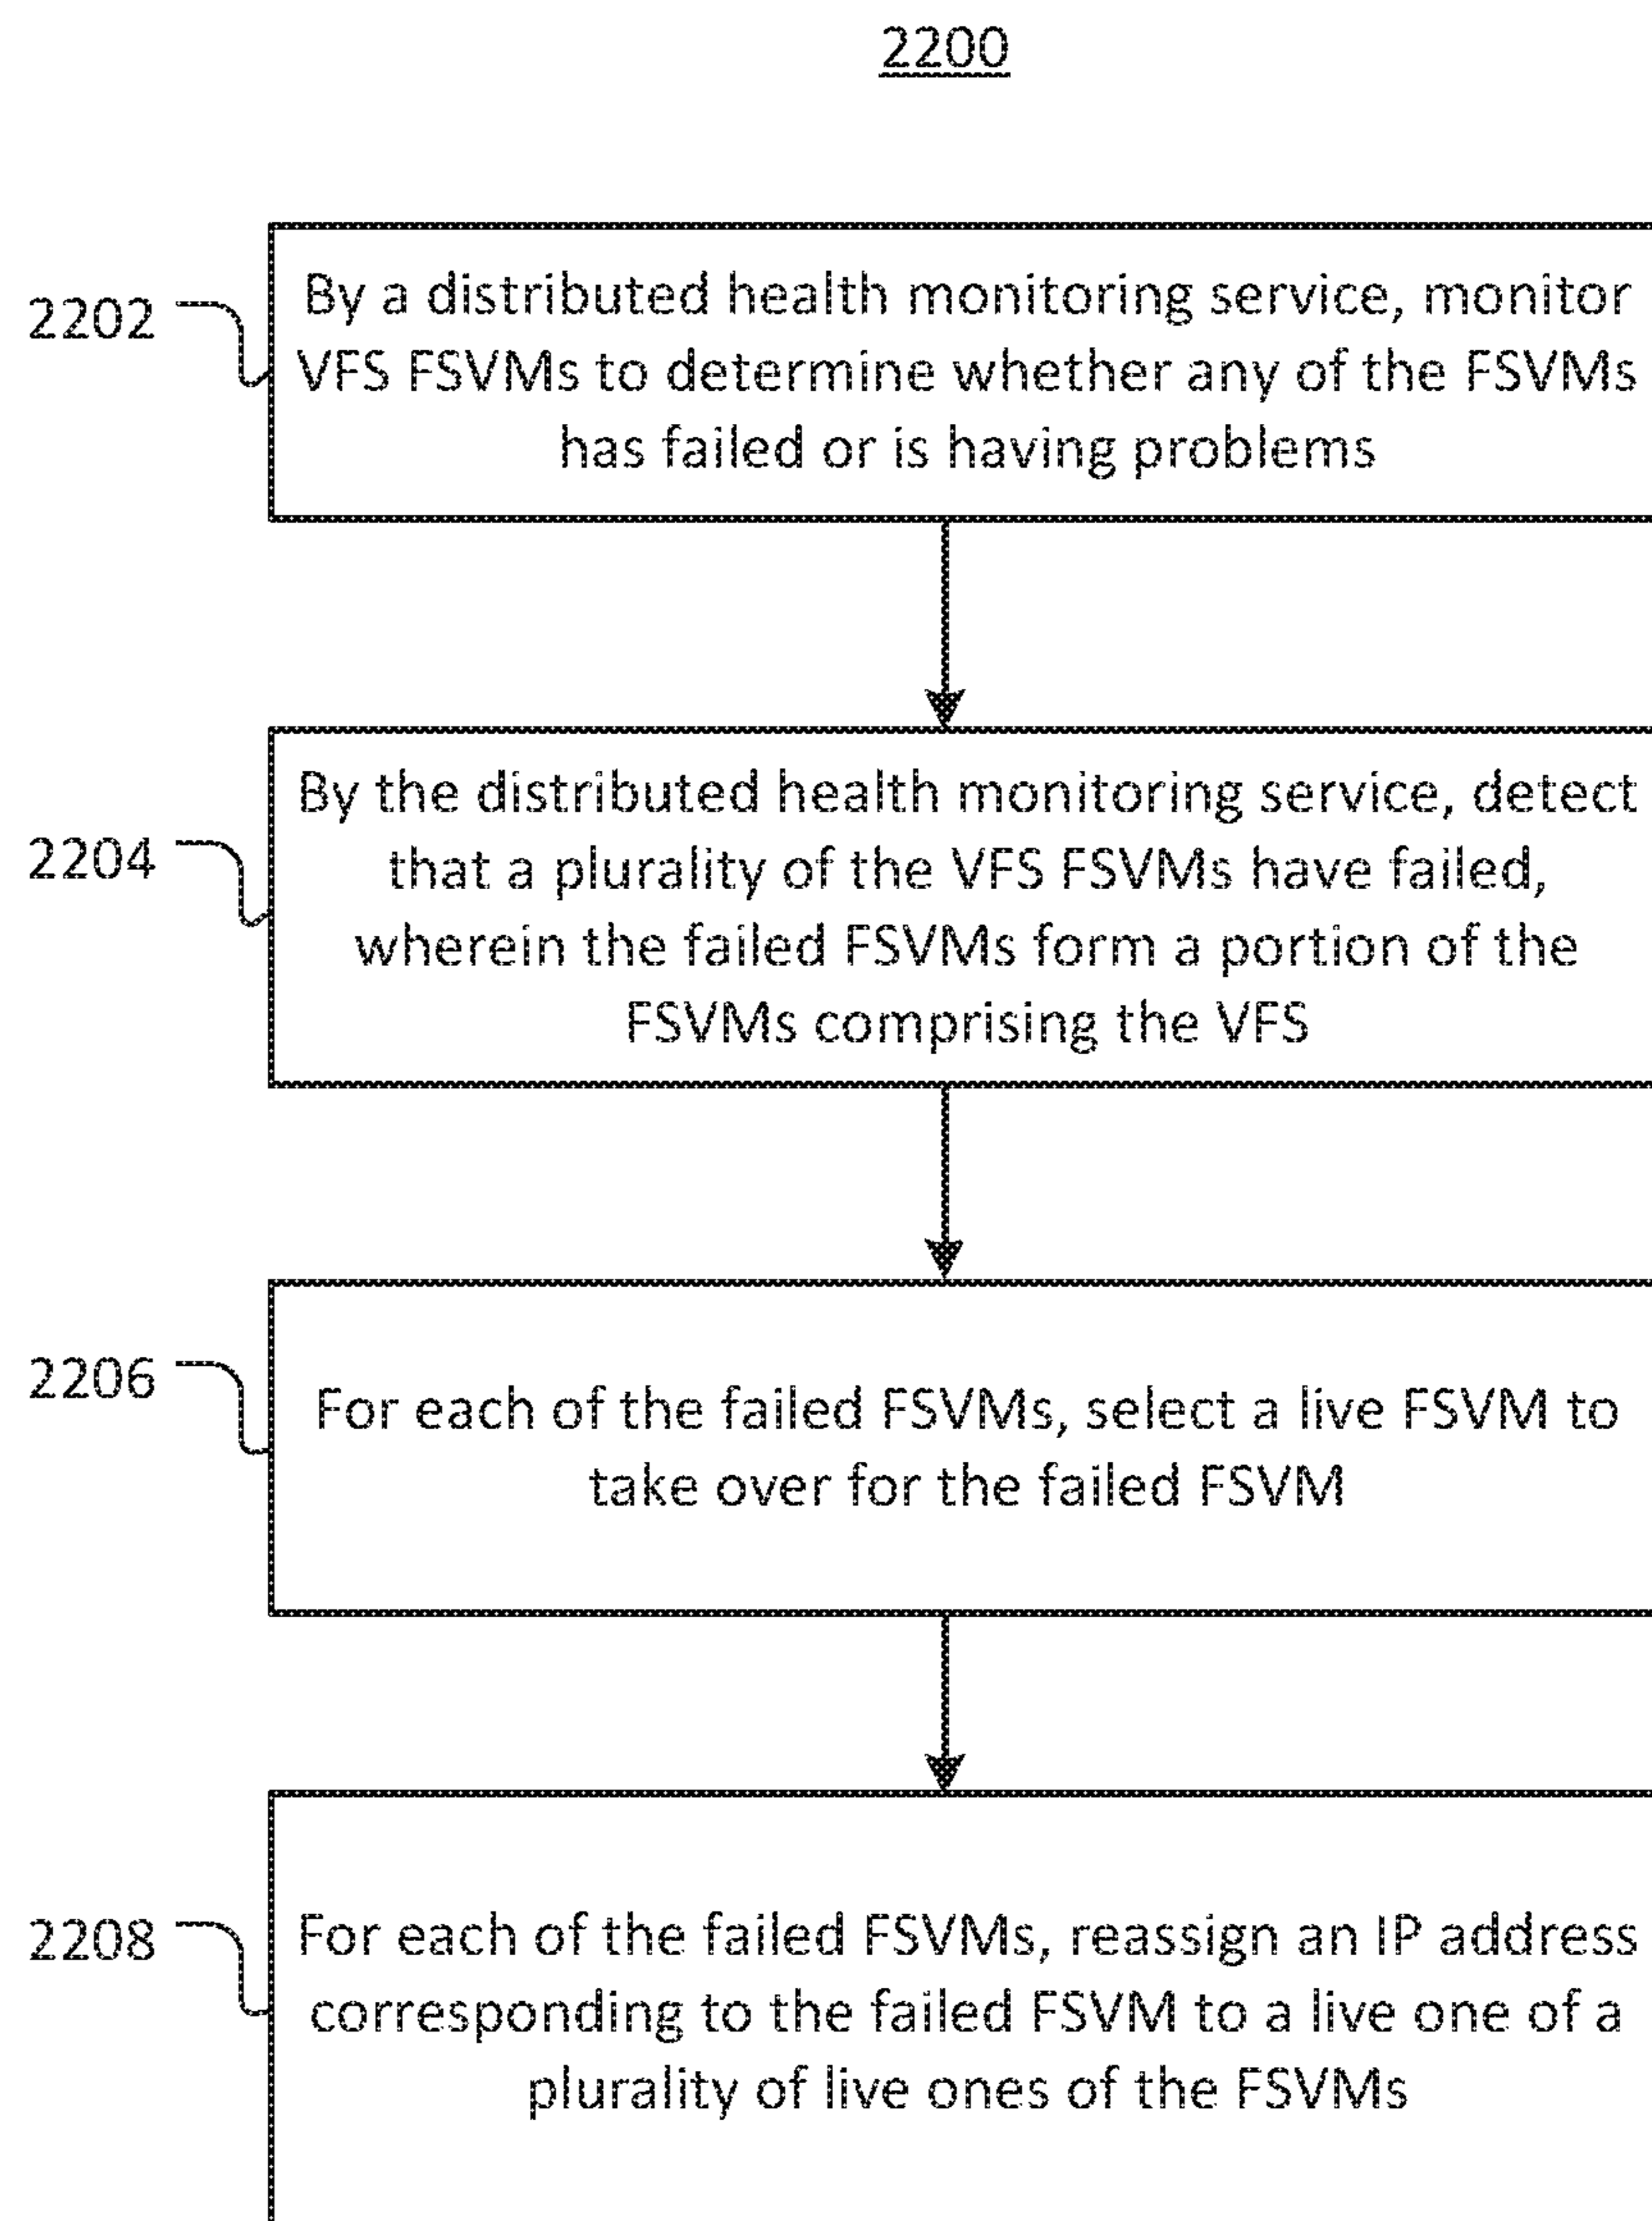 2200
2202
By a distributed health monitoring service, monitor
VFS FSVMs to determine whether any of the FSVMs
has failed or is having problems
2204
By the distributed health monitoring service, detect
that a plurality of the VFS FSVMs have failed,
wherein the failed FSVMs form a portion of the
FSVMs comprising the VFS
2206
For each of the failed FSVMs, select a live FSVM to
take over for the failed FSVM
2208
For each of the failed FSVMs, reassign an IP address
corresponding to the failed FSVM to a live one of a
plurality of live ones of the FSVMs